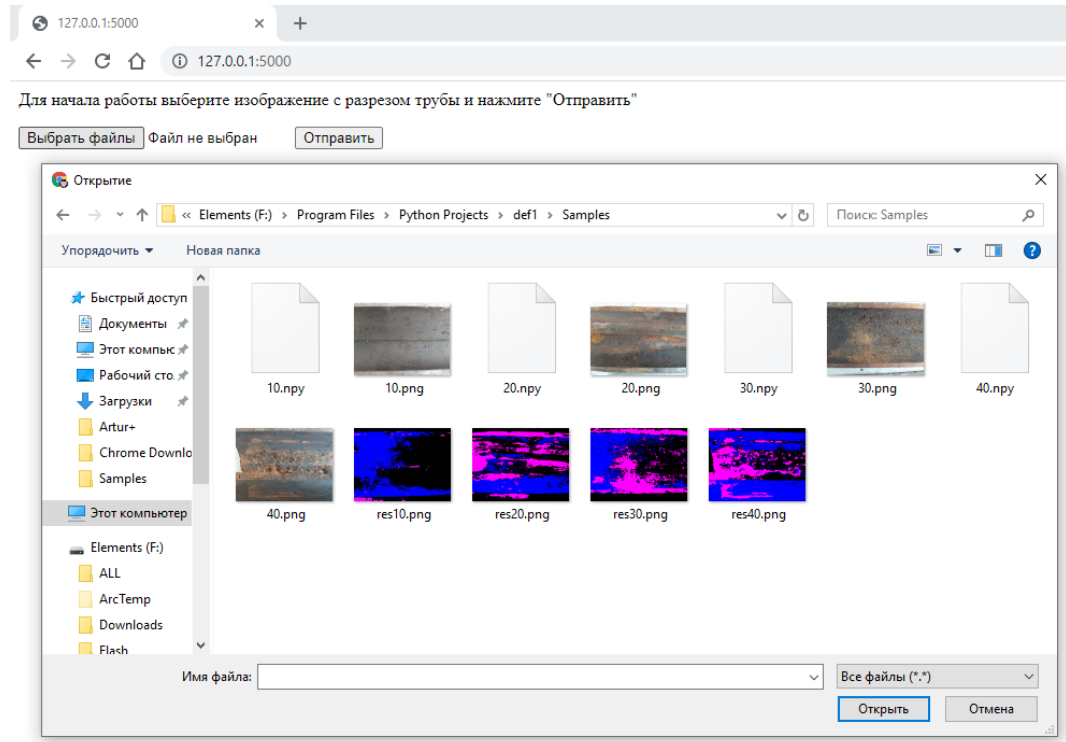 127.0.0.1:5000
127.0.0.1:5000
Для начала работы выберите изображение с разрезом трубы и нажмите "Отправить"
Выбрать файлы Файл не выбран Отправить
Открытие
« Elements (F:) › Program Files › Python Projects › def1 › Samples Поиск: Samples
Упорядочить Новая папка
Быстрый доступ
Документы
Этот компьк
Рабочий сто.
Загрузки
Artur+
Chrome Downlo
Samples
Этот компьютер
Elements (F:)
ALL
ArcTemp
Downloads
Flash
10.npy 10.png 20.npy 20.png 30.npy 30.png 40.npy
40.png res10.png res20.png res30.png res40.png
Имя файла: Все файлы (*.*)
Открыть Отмена